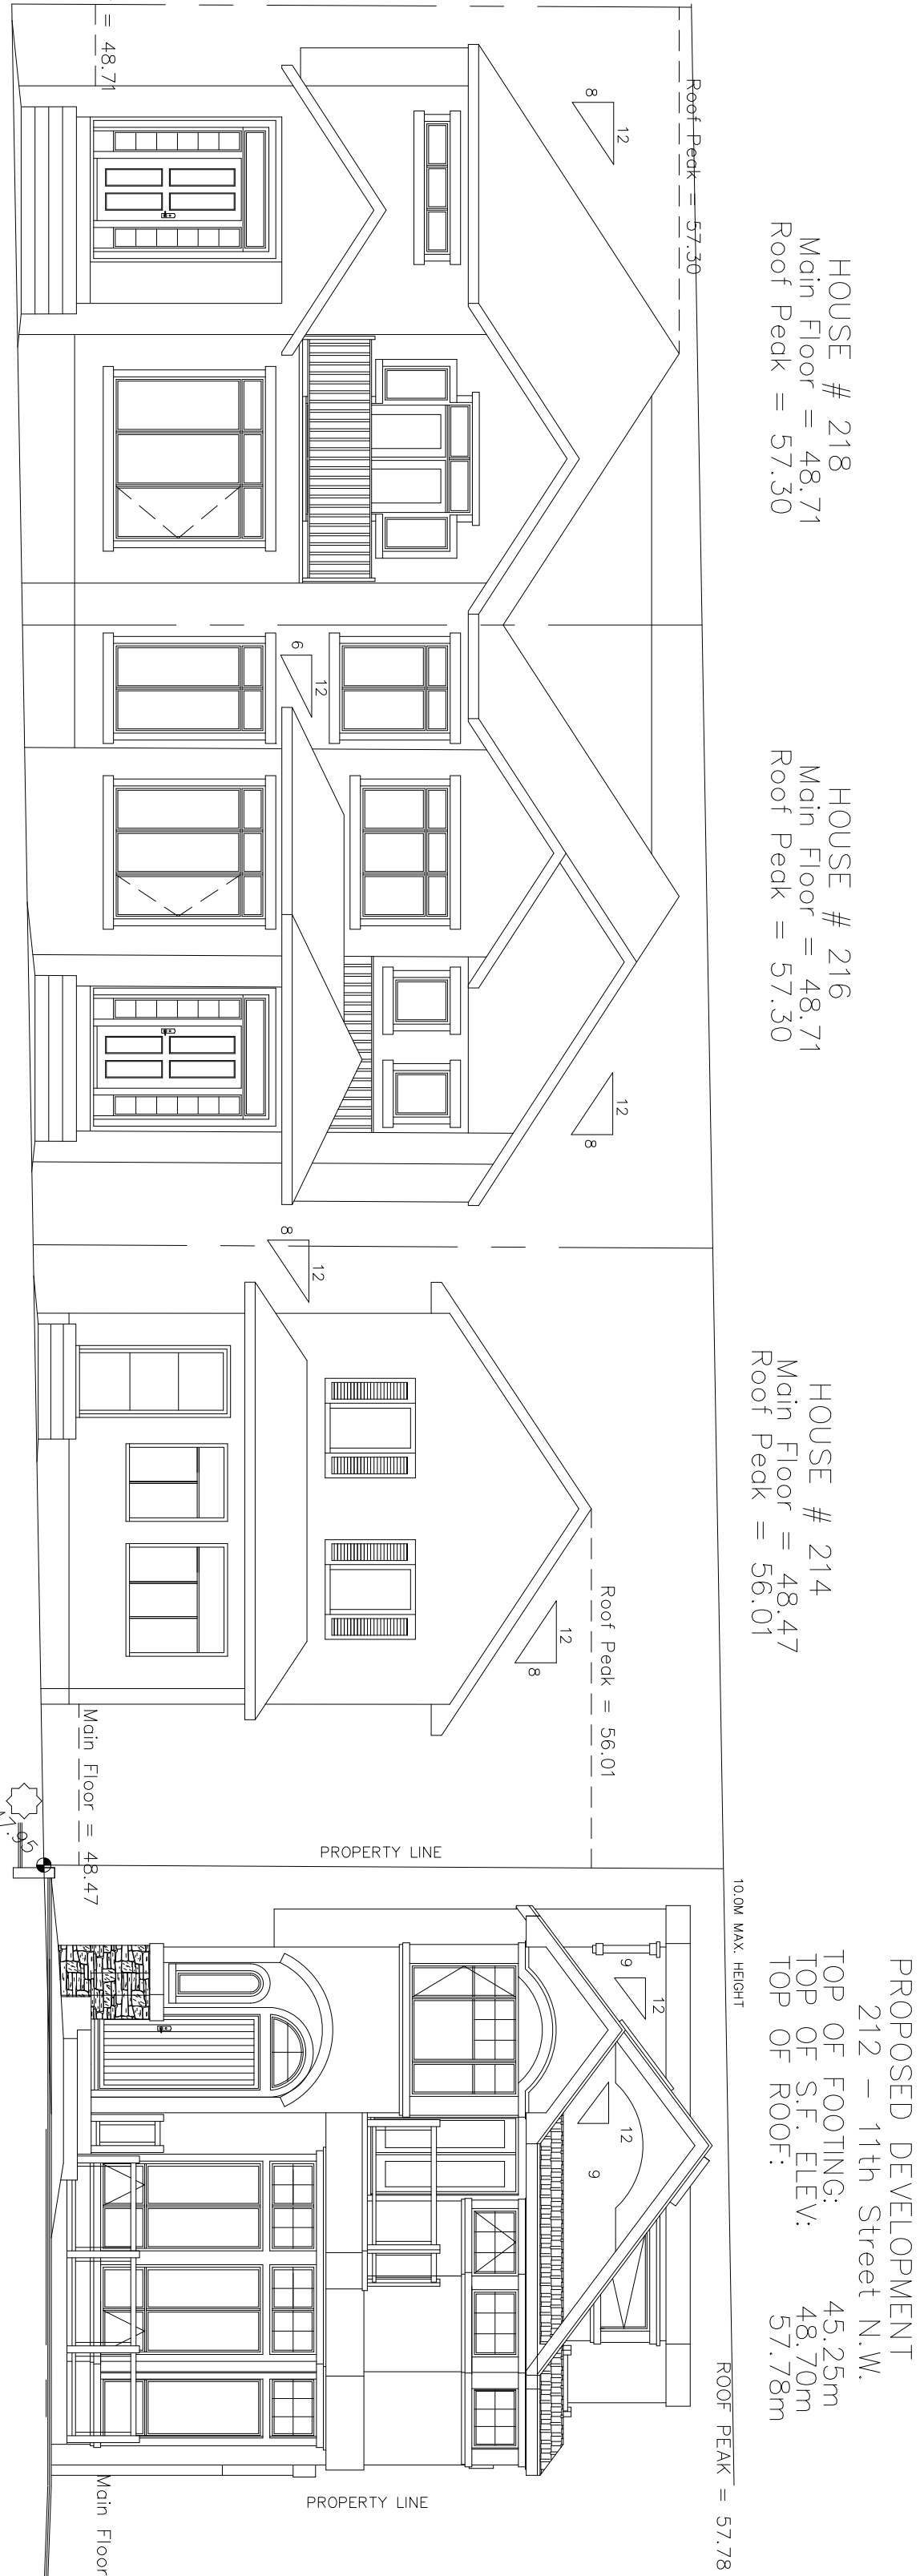 HOUSE # 218
Main Floor = 48.71
Roof Peak = 57.30
HOUSE # 216
Main Floor = 48.71
Roof Peak = 57.30
HOUSE # 214
Main Floor = 48.47
Roof Peak = 56.01
PROPOSED DEVELOPMENT
212 - 11th Street N.W.
TOP OF FOOTING: 45.25m
TOP OF S.F. ELEV: 48.70m
TOP OF ROOF: 57.78m
ROOF PEAK = 57.78
10.0M MAX. HEIGHT
Roof Peak = 57.30
12
8
12
8
Roof Peak = 56.01
12
8
12
9
12
9
12
6
12
8
PROPERTY LINE
PROPERTY LINE
= 48.71
Main Floor = 48.47
Main Floor